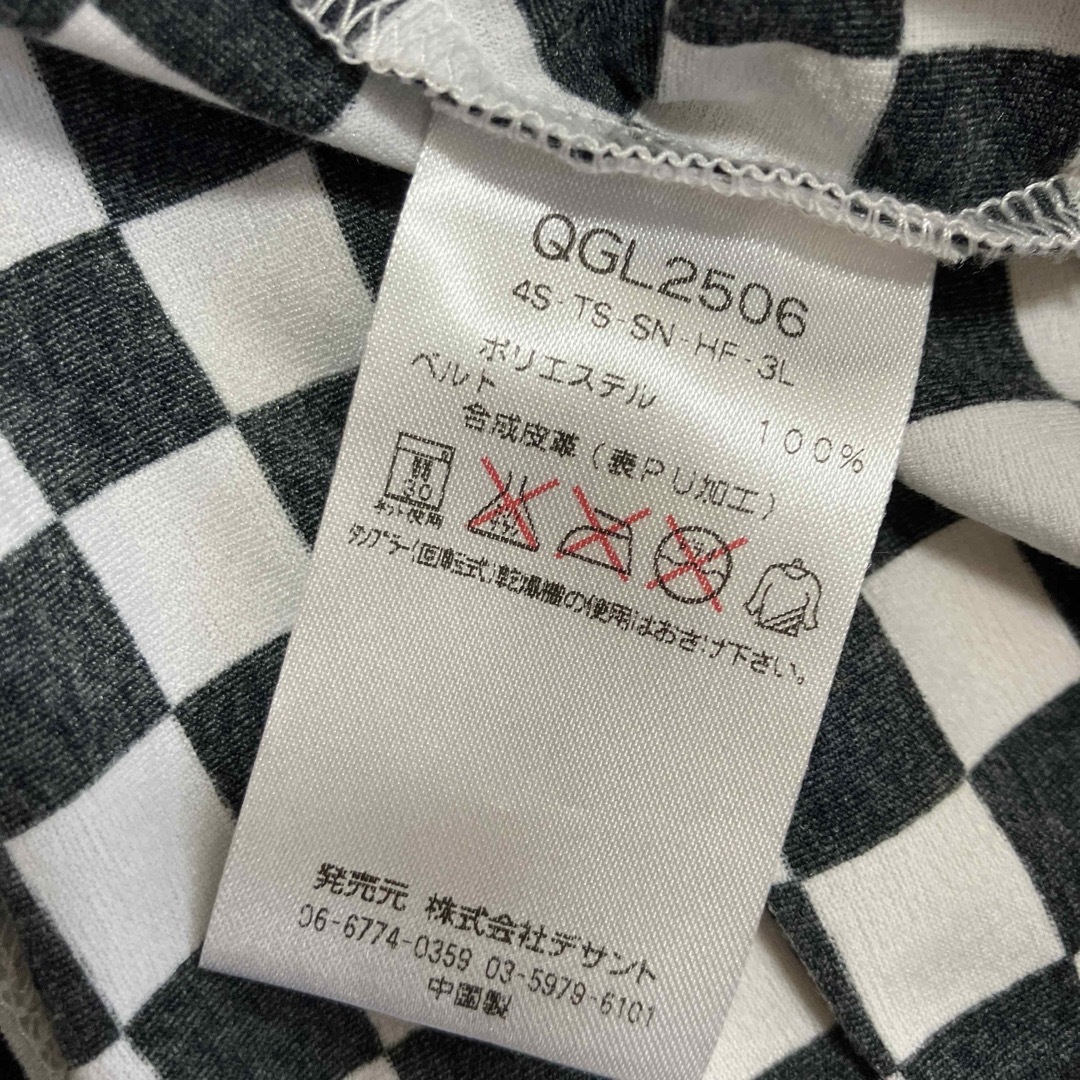 QGL2506
4S-TS-SN-HF-3L
ポリエステル 100%
ベルト
合成皮革(表PU加工)
30
ネット使用
タンブラー(回転式)乾燥機の使用はおさけ下さい。
発売元 株式会社デサント
06-6774-0359 03-5979-6101
中国製